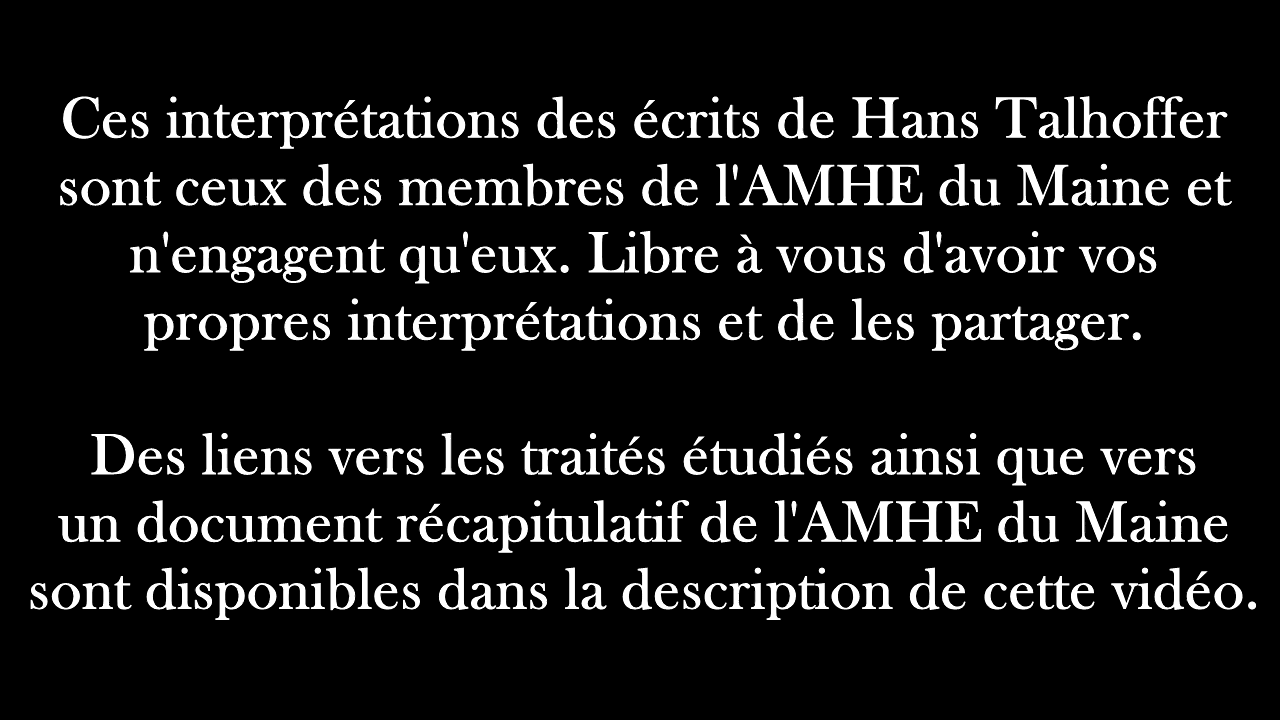 Ces interprétations des écrits de Hans Talhoffer
sont ceux des membres de l'AMHE du Maine et
n'engagent qu'eux. Libre à vous d'avoir vos
propres interprétations et de les partager.
Des liens vers les traités étudiés ainsi que vers
un document récapitulatif de l'AMHE du Maine
sont disponibles dans la description de cette vidéo.